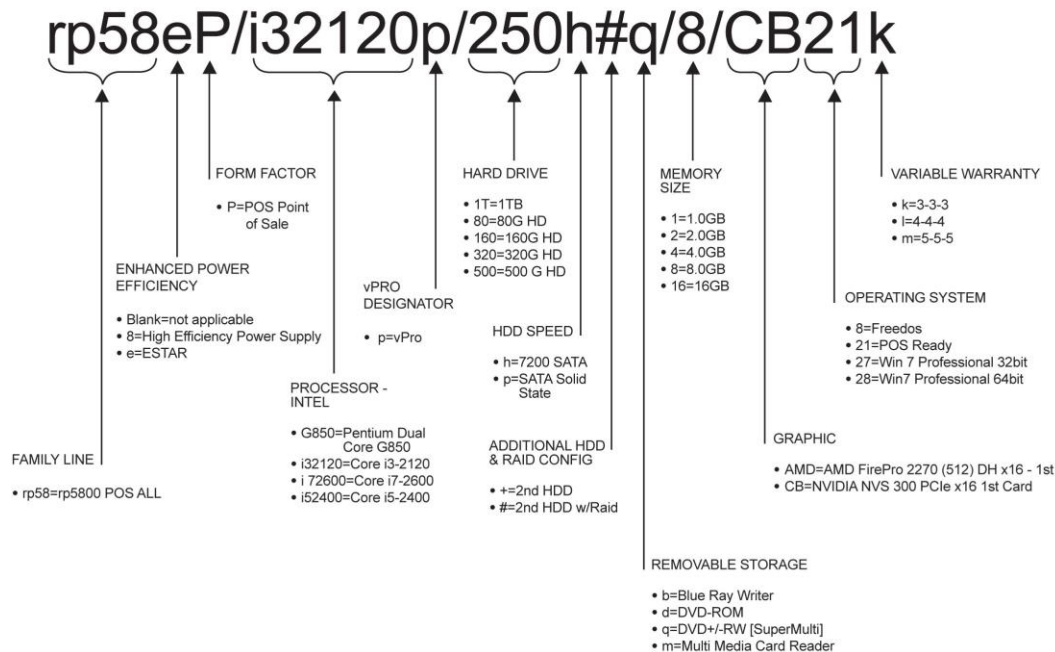 rp58eP/i32120p/250h#q/8/CB21k
FORM FACTOR
• P=POS Point
of Sale
HARD DRIVE
• 1T=1TB
• 80=80G HD
• 160=160G HD
• 320=320G HD
• 500=500 G HD
MEMORY
SIZE
• 1=1.0GB
• 2=2.0GB
• 4=4.0GB
• 8=8.0GB
• 16=16GB
VARIABLE WARRANTY
• k=3-3-3
• l=4-4-4
• m=5-5-5
ENHANCED POWER
EFFICIENCY
• Blank=not applicable
• 8=High Efficiency Power Supply
• e=ESTAR
vPRO
DESIGNATOR
• p=vPro
OPERATING SYSTEM
• 8=Freedos
• 21=POS Ready
• 27=Win 7 Professional 32bit
• 28=Win7 Professional 64bit
HDD SPEED
• h=7200 SATA
• p=SATA Solid
State
PROCESSOR -
INTEL
• G850=Pentium Dual
Core G850
• i32120=Core i3-2120
• i 72600=Core i7-2600
• i52400=Core i5-2400
FAMILY LINE
• rp58=rp5800 POS ALL
ADDITIONAL HDD
& RAID CONFIG
• +=2nd HDD
• #=2nd HDD w/Raid
GRAPHIC
• AMD=AMD FirePro 2270 (512) DH x16 - 1st
• CB=NVIDIA NVS 300 PCIe x16 1st Card
REMOVABLE STORAGE
• b=Blue Ray Writer
• d=DVD-ROM
• q=DVD+/-RW [SuperMulti]
• m=Multi Media Card Reader